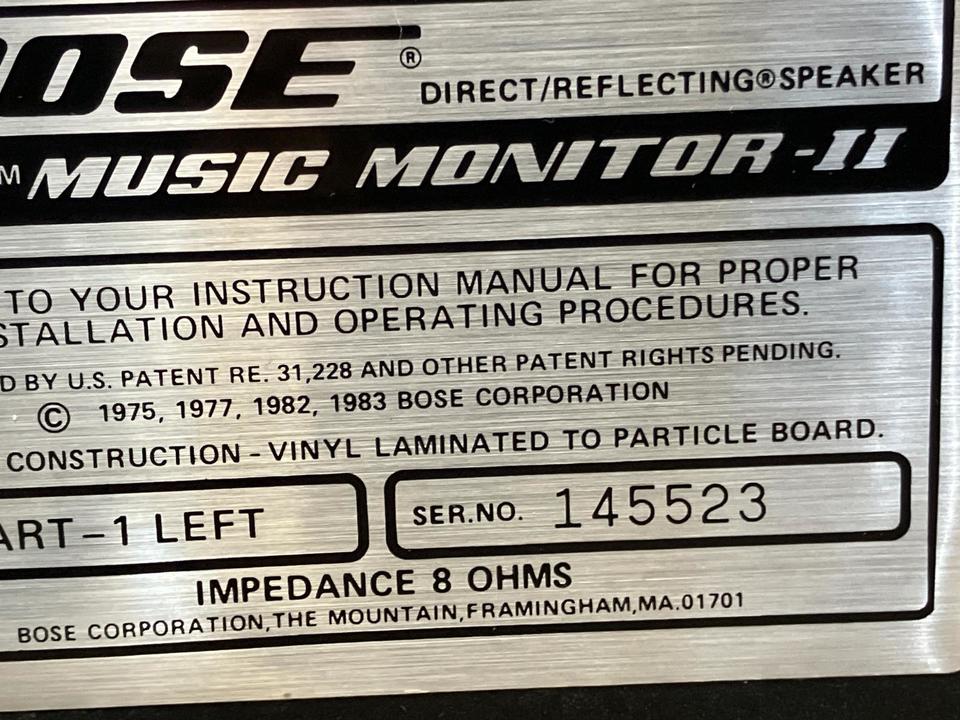 BOSE®
DIRECT/REFLECTING®SPEAKER
MUSIC MONITOR-II
TO YOUR INSTRUCTION MANUAL FOR PROPER
STALLATION AND OPERATING PROCEDURES.
D BY U.S. PATENT RE. 31,228 AND OTHER PATENT RIGHTS PENDING.
© 1975, 1977, 1982, 1983 BOSE CORPORATION
CONSTRUCTION - VINYL LAMINATED TO PARTICLE BOARD.
ART-1 LEFT
SER.NO. 145523
IMPEDANCE 8 OHMS
BOSE CORPORATION,THE MOUNTAIN,FRAMINGHAM,MA.01701